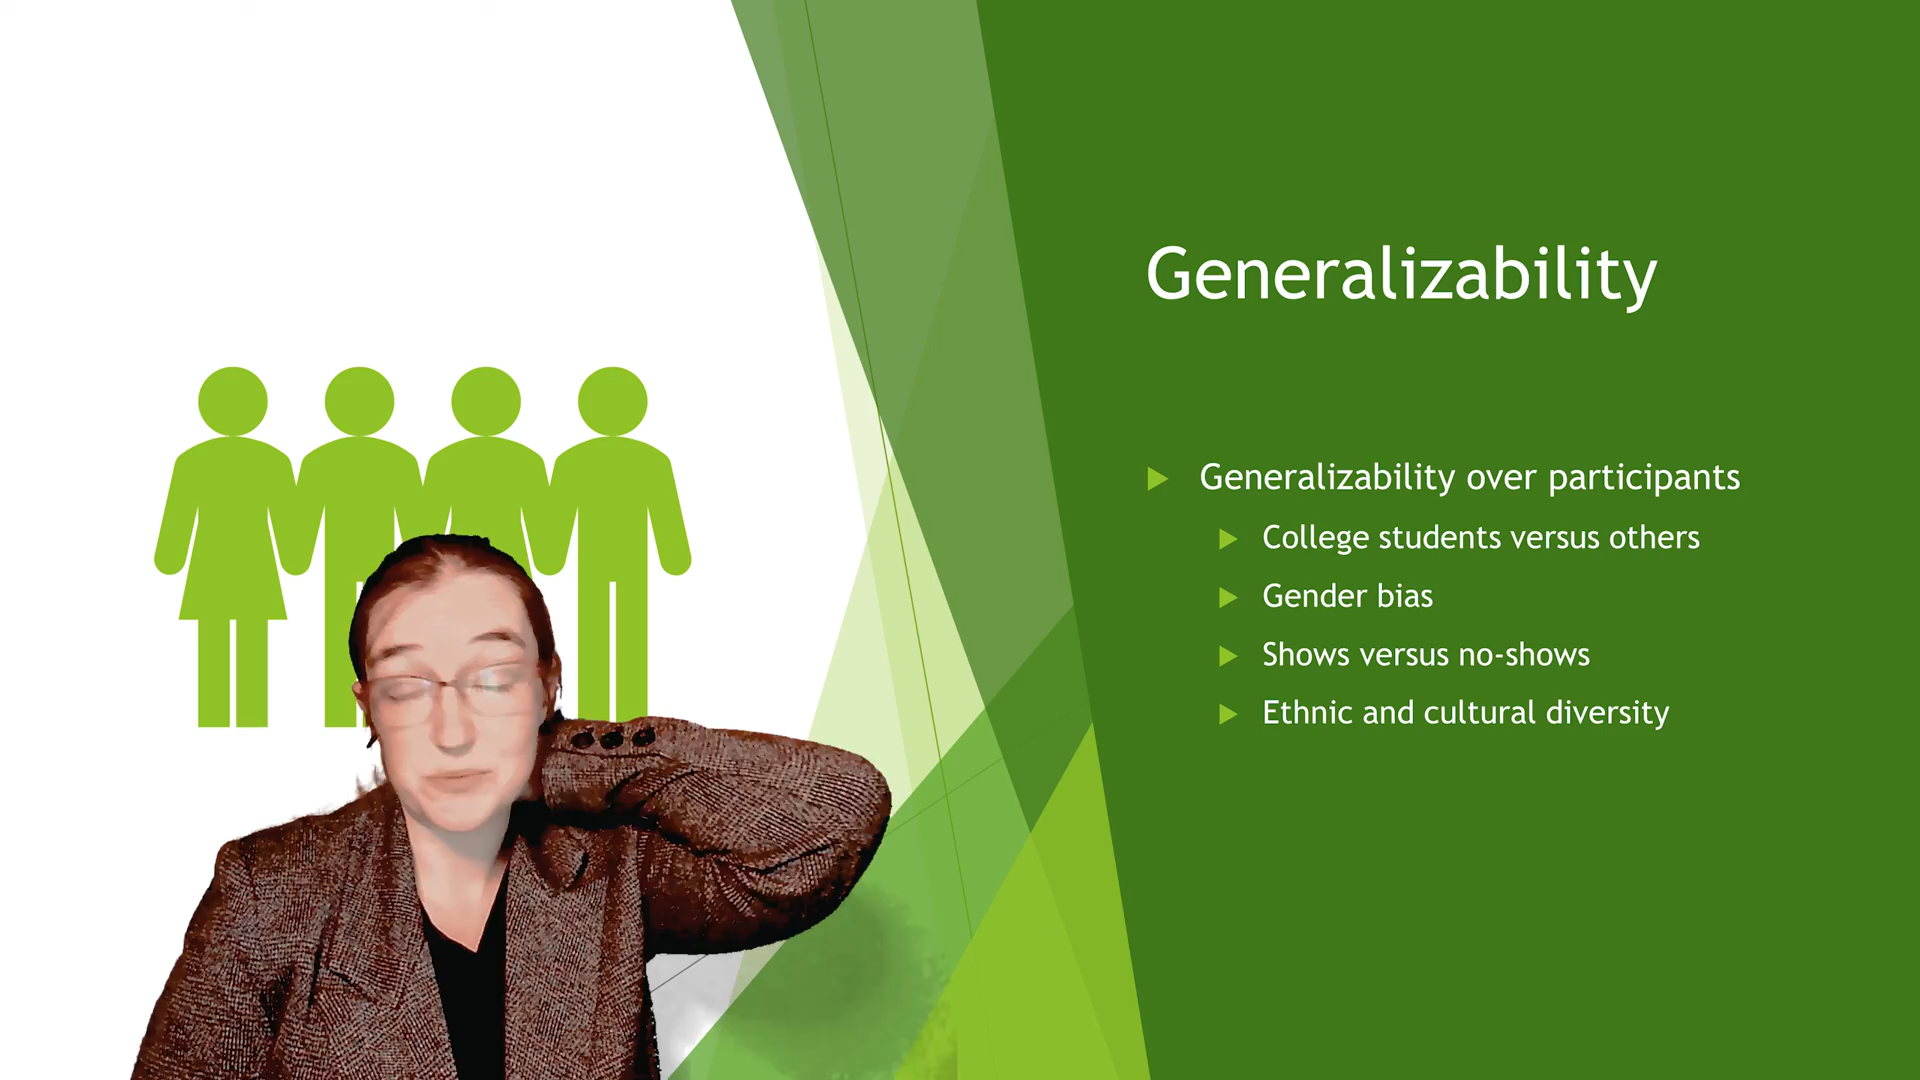 Generalizability
Generalizability over participants
College students versus others
Gender bias
Shows versus no-shows
Ethnic and cultural diversity